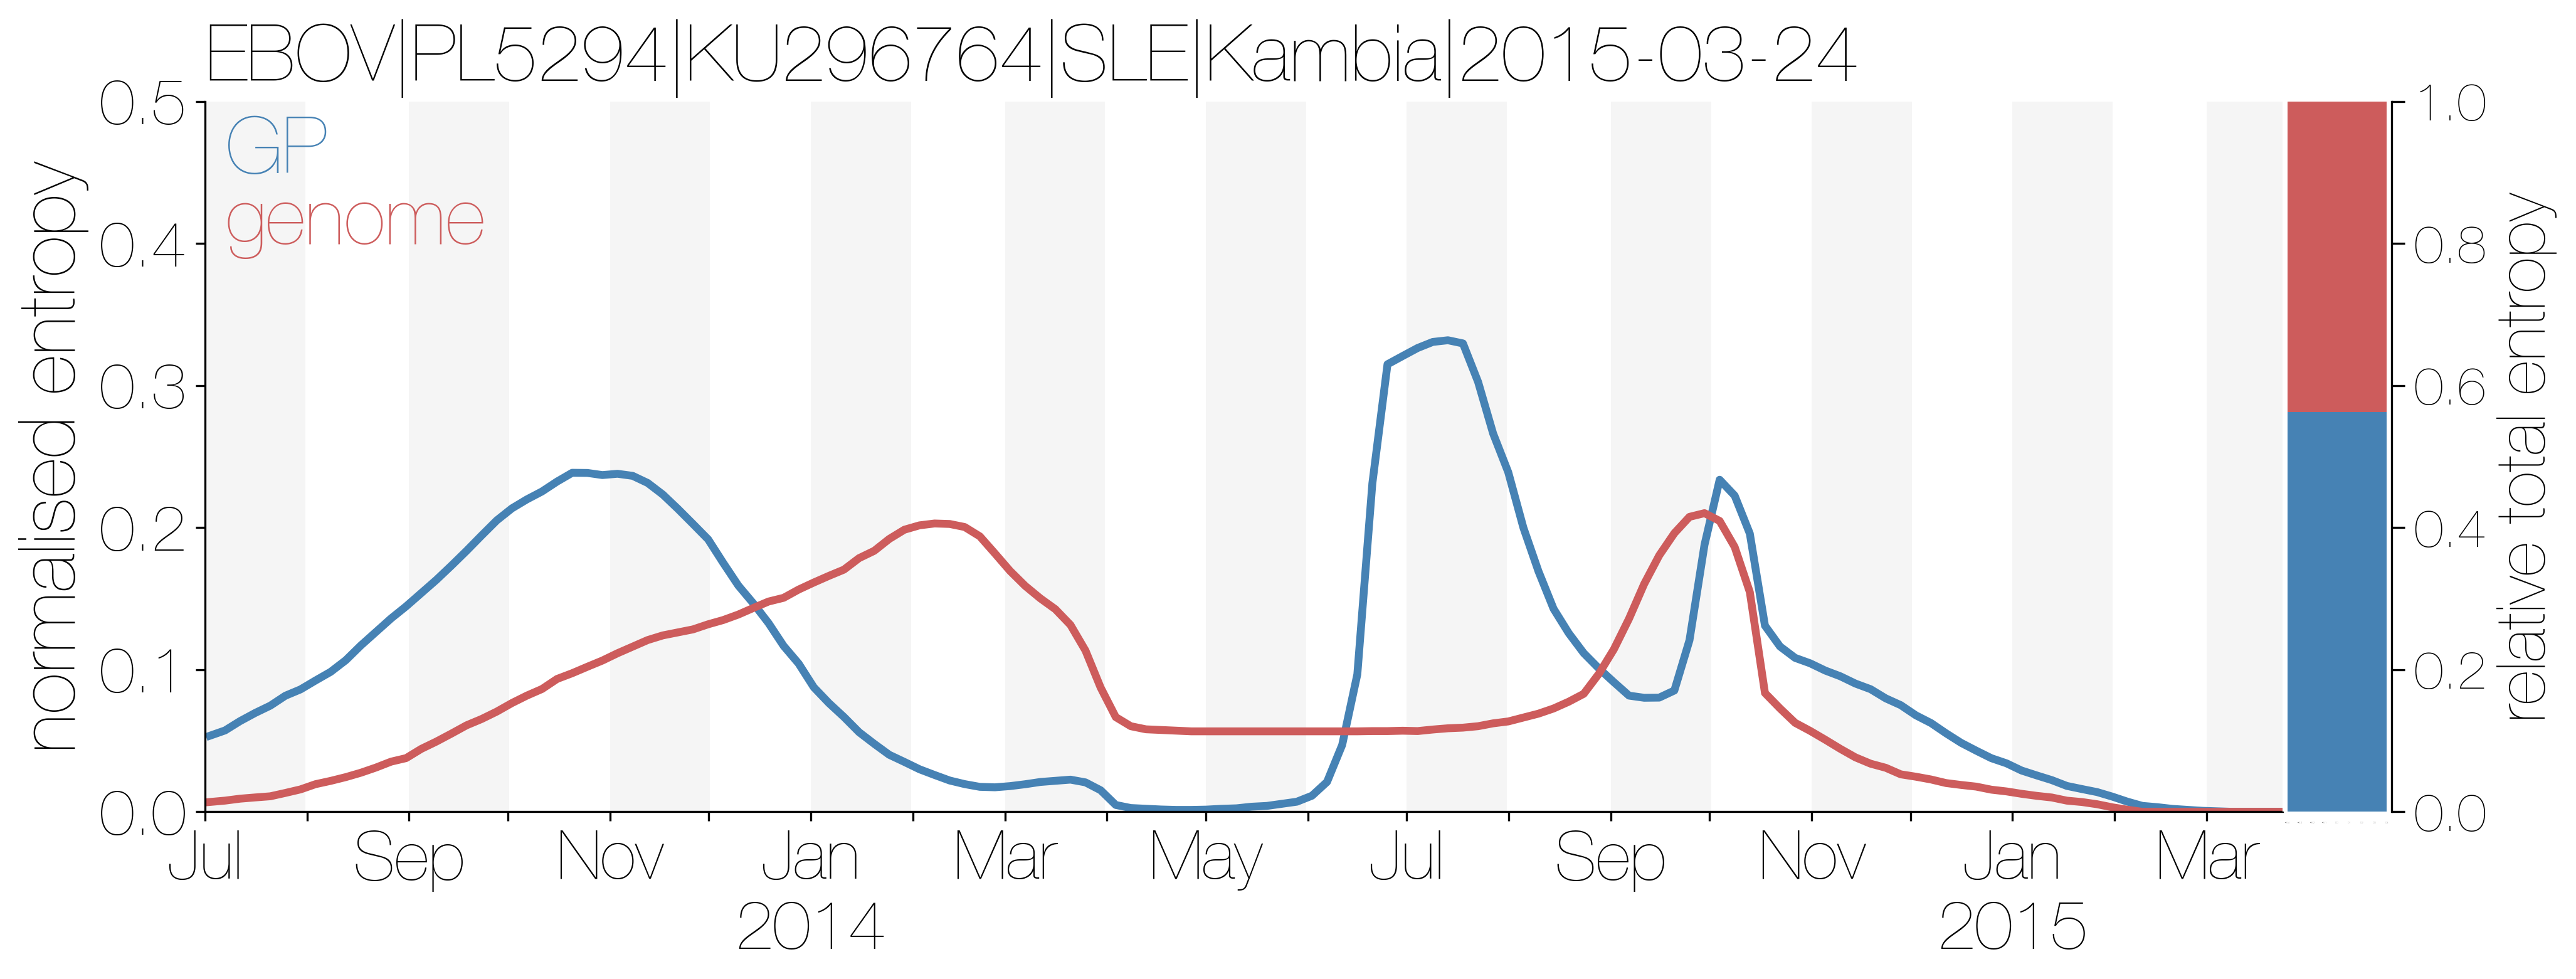 EBOV|PL5294|KU296764|SLE|Kambia|2015-03-24
GP
genome
normalised entropy
0.5
0.4
0.3
0.2
0.1
0.0
Jul Sep Nov Jan Mar May Jul Sep Nov Jan Mar
2014 2015
1.0
0.8
0.6
0.4
0.2
0.0
relative total entropy